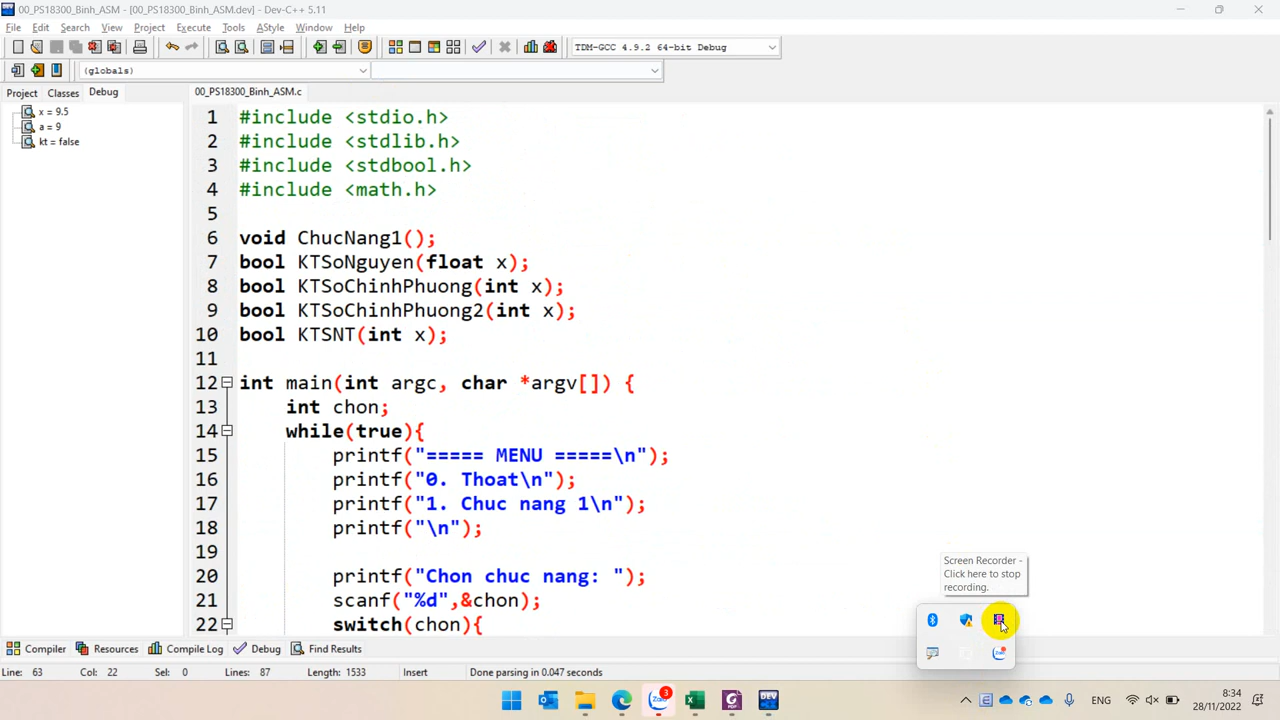 00_PS18300_Binh_ASM - [00_PS18300_Binh_ASM.dev] - Dev-C++ 5.11
File Edit Search View Project Execute Tools AStyle Window Help
TDM-GCC 4.9.2 64-bit Debug
(globals)
Project Classes Debug
00_PS18300_Binh_ASM.c
x = 9.5
a = 9
kt = false
1 #include <stdio.h>
2 #include <stdlib.h>
3 #include <stdbool.h>
4 #include <math.h>
5
6 void ChucNang1();
7 bool KTSoNguyen(float x);
8 bool KTSoChinhPhuong(int x);
9 bool KTSoChinhPhuong2(int x);
10 bool KTSNT(int x);
11
12 int main(int argc, char *argv[]) {
13 int chon;
14 while(true){
15 printf("===== MENU =====\n");
16 printf("0. Thoat\n");
17 printf("1. Chuc nang 1\n");
18 printf("\n");
19
20 printf("Chon chuc nang: ");
21 scanf("%d",&chon);
22 switch(chon){
Screen Recorder -
Click here to stop
recording.
Compiler Resources Compile Log Debug Find Results
Line: 63 Col: 22 Sel: 0 Lines: 87 Length: 1533 Insert Done parsing in 0.047 seconds
Zalo 3 DEV ENG 8:34
28/11/2022